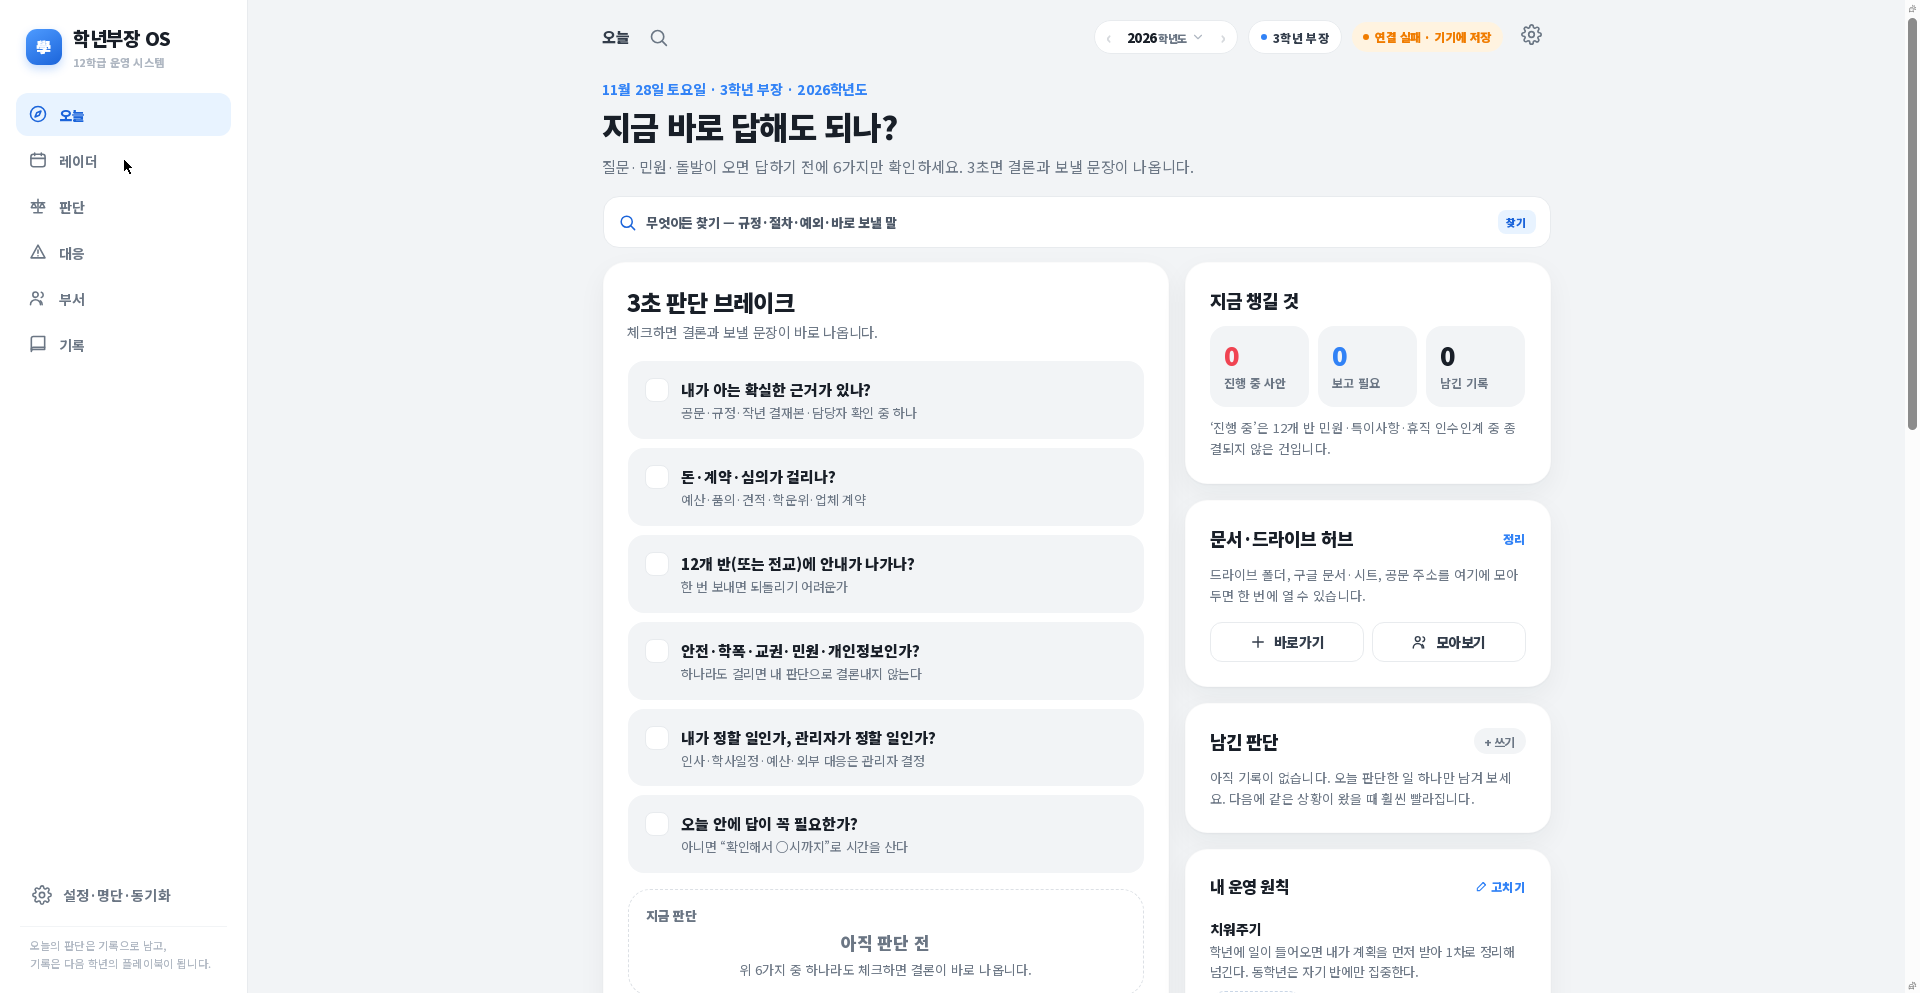 學
학년부장 OS
12학급 운영 시스템
오늘
레이더
판단
대응
부서
기록
설정·명단·동기화
오늘의 판단은 기록으로 남고,
기록은 다음 학년의 플레이북이 됩니다.
오늘
‹ 2026학년도 ›
3학년 부장
연결 실패 · 기기에 저장
11월 28일 토요일 · 3학년 부장 · 2026학년도
지금 바로 답해도 되나?
질문·민원·돌발이 오면 답하기 전에 6가지만 확인하세요. 3초면 결론과 보낼 문장이 나옵니다.
무엇이든 찾기 — 규정·절차·예외·바로 보낼 말
찾기
3초 판단 브레이크
체크하면 결론과 보낼 문장이 바로 나옵니다.
내가 아는 확실한 근거가 있나?
공문·규정·작년 결재본·담당자 확인 중 하나
돈·계약·심의가 걸리나?
예산·품의·견적·학운위·업체 계약
12개 반(또는 전교)에 안내가 나가나?
한 번 보내면 되돌리기 어려운가
안전·학폭·교권·민원·개인정보인가?
하나라도 걸리면 내 판단으로 결론내지 않는다
내가 정할 일인가, 관리자가 정할 일인가?
인사·학사일정·예산·외부 대응은 관리자 결정
오늘 안에 답이 꼭 필요한가?
아니면 “확인해서 ○시까지”로 시간을 산다
지금 판단
아직 판단 전
위 6가지 중 하나라도 체크하면 결론이 바로 나옵니다.
지금 챙길 것
0
진행 중 사안
0
보고 필요
0
남긴 기록
‘진행 중’은 12개 반 민원·특이사항·휴직 인수인계 중 종
결되지 않은 건입니다.
문서·드라이브 허브
정리
드라이브 폴더, 구글 문서·시트, 공문 주소를 여기에 모아
두면 한 번에 열 수 있습니다.
바로가기
모아보기
남긴 판단
+ 쓰기
아직 기록이 없습니다. 오늘 판단한 일 하나만 남겨 보세
요. 다음에 같은 상황이 왔을 때 훨씬 빨라집니다.
내 운영 원칙
고치기
치워주기
학년에 일이 들어오면 내가 계획을 먼저 받아 1차로 정리해
넘긴다. 동학년은 자기 반에만 집중한다.